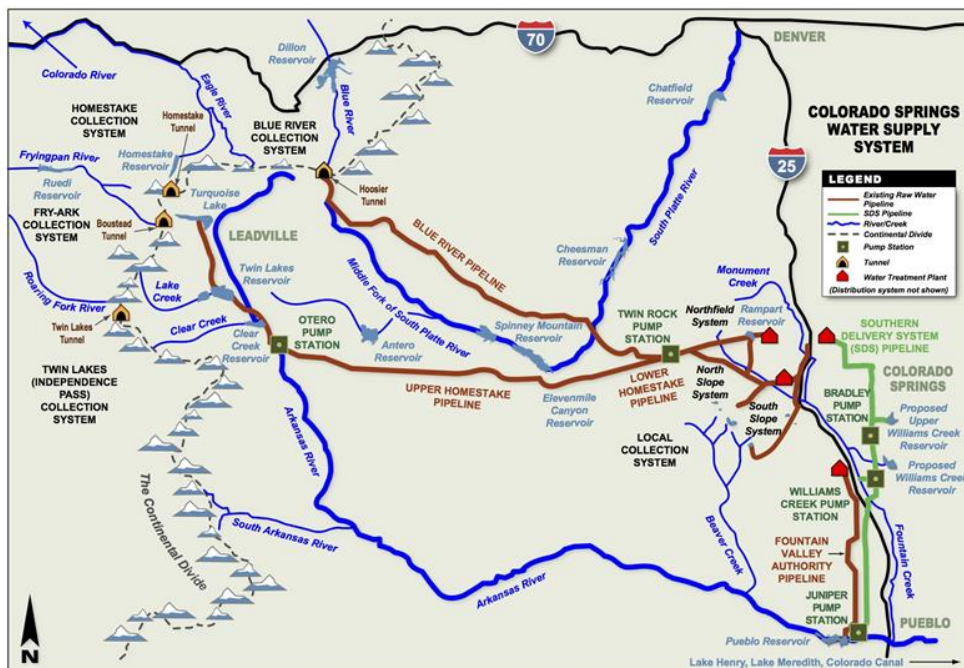 70
DENVER
Dillon
Reservoir
Colorado River
Eagle River
Blue River
Chatfield
Reservoir
HOMESTAKE
COLLECTION
SYSTEM
Homestake
Tunnel
BLUE RIVER
COLLECTION
SYSTEM
COLORADO SPRINGS
WATER SUPPLY
SYSTEM
25
Fryingpan River
Homestake
Reservoir
Ruedi
Reservoir
Turquoise
Lake
Hoosier
Tunnel
South Platte River
LEGEND
Existing Raw Water
Pipeline
SDS Pipeline
River/Creek
Continental Divide
Pump Station
Tunnel
Water Treatment Plant
(Distribution system not shown)
FRY-ARK
COLLECTION
SYSTEM
Boustead
Tunnel
LEADVILLE
BLUE RIVER PIPELINE
Cheesman
Reservoir
Twin Lakes
Reservoir
Middle Fork of South Platte River
Monument
Creek
Roaring Fork River
Lake
Creek
Clear Creek
Twin Lakes
Tunnel
Clear Creek
Reservoir
OTERO
PUMP
STATION
Antero
Reservoir
Spinney Mountain
Reservoir
TWIN ROCK
PUMP
STATION
Northfield
System
Rampart
Reservoir
SOUTHERN
DELIVERY SYSTEM
(SDS) PIPELINE
TWIN LAKES
(INDEPENDENCE
PASS)
COLLECTION
SYSTEM
UPPER HOMESTAKE
PIPELINE
Elevenmile
Canyon
Reservoir
LOWER
HOMESTAKE
PIPELINE
North
Slope
System
South
Slope
System
COLORADO
SPRINGS
BRADLEY
PUMP
STATION
Proposed
Upper
Williams Creek
Reservoir
LOCAL
COLLECTION
SYSTEM
Proposed
Williams Creek
Reservoir
Arkansas River
The Continental Divide
WILLIAMS
CREEK PUMP
STATION
South Arkansas River
Beaver Creek
Fountain Creek
FOUNTAIN
VALLEY
AUTHORITY
PIPELINE
Arkansas River
JUNIPER
PUMP
STATION
PUEBLO
N
Pueblo Reservoir
Lake Henry, Lake Meredith, Colorado Canal